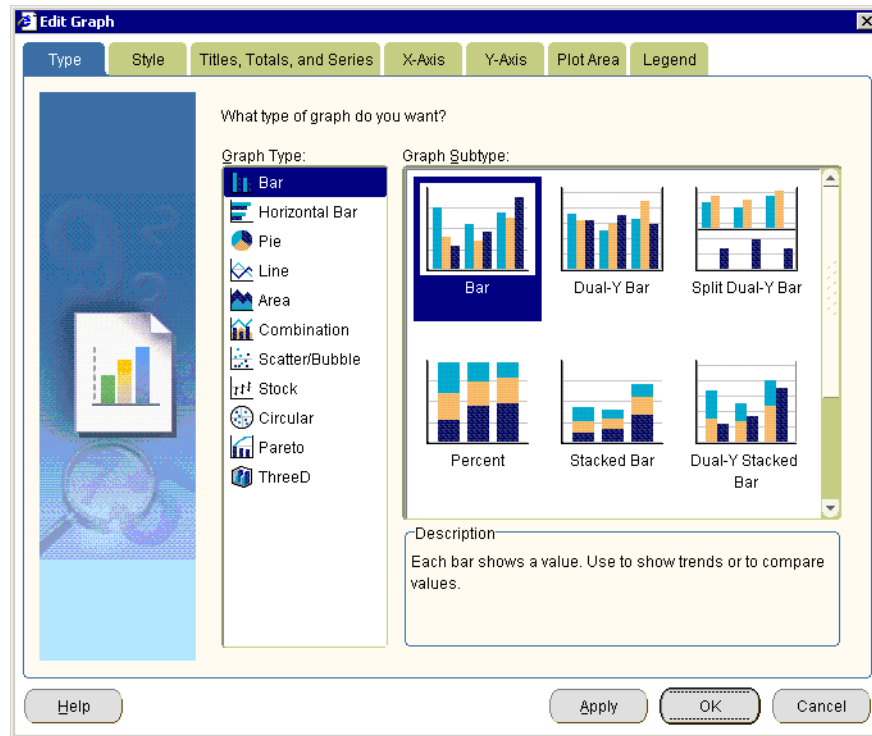 Edit Graph
Type
Style
Titles, Totals, and Series
X-Axis
Y-Axis
Plot Area
Legend
What type of graph do you want?
Graph Type:
Bar
Horizontal Bar
Pie
Line
Area
Combination
Scatter/Bubble
Stock
Circular
Pareto
ThreeD
Graph Subtype:
Bar
Dual-Y Bar
Split Dual-Y Bar
Percent
Stacked Bar
Dual-Y Stacked
Bar
Description
Each bar shows a value. Use to show trends or to compare
values.
Help
Apply
OK
Cancel